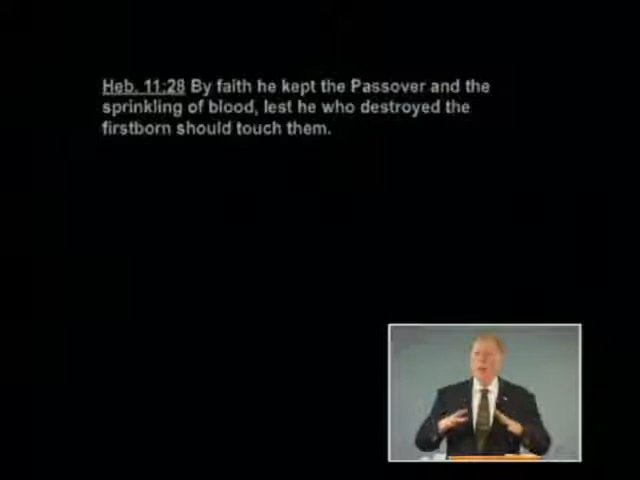 Heb. 11:28 By faith he kept the Passover and the
sprinkling of blood, lest he who destroyed the
firstborn should touch them.